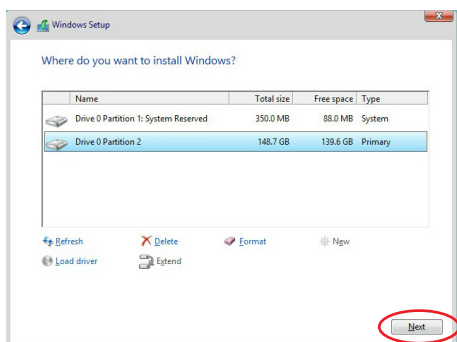 Windows Setup
Where do you want to install Windows?
Name Total size Free space Type
Drive 0 Partition 1: System Reserved 350.0 MB 88.0 MB System
Drive 0 Partition 2 148.7 GB 139.6 GB Primary
Refresh Delete Format New
Load driver Extend
Next